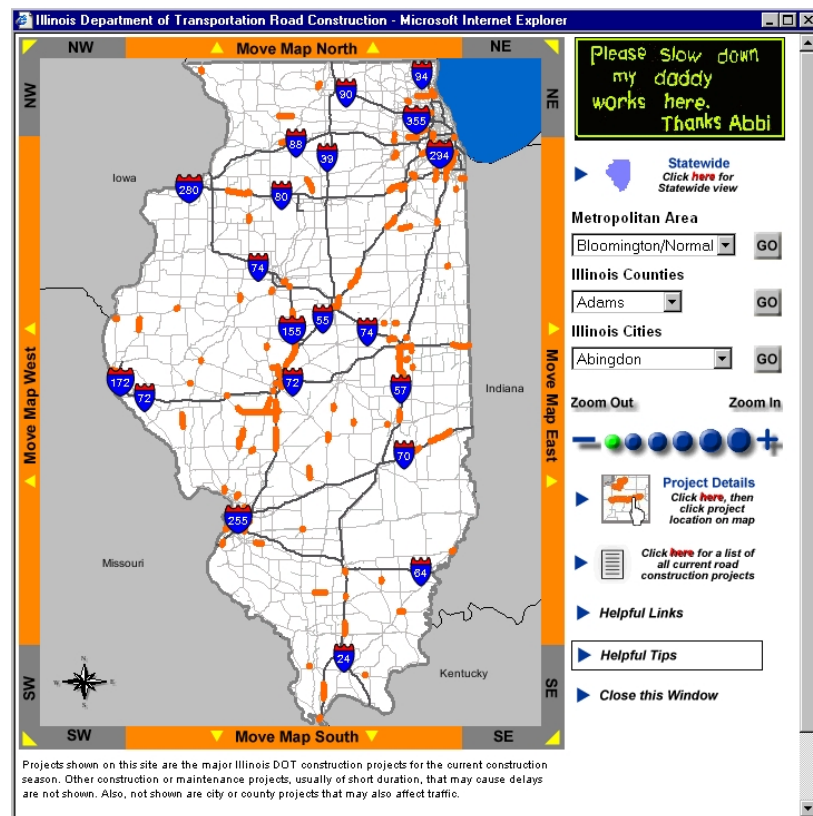 Illinois Department of Transportation Road Construction - Microsoft Internet Explorer
NW
Move Map North
NE
NW
NE
Please slow down
my daddy
works here.
Thanks Abbi
94
90
355
88
39
294
Iowa
280
80
74
55
155
74
172
72
72
57
Indiana
70
255
Missouri
64
24
Kentucky
Move Map West
Move Map East
N
W
E
S
SW
SE
SW
Move Map South
SE
Statewide
Click here for
Statewide view
Metropolitan Area
Bloomington/Normal
GO
Illinois Counties
Adams
GO
Illinois Cities
Abingdon
GO
Zoom Out
Zoom In
Project Details
Click here, then
click project
location on map
Click here for a list of
all current road
construction projects
Helpful Links
Helpful Tips
Close this Window
Projects shown on this site are the major Illinois DOT construction projects for the current construction
season. Other construction or maintenance projects, usually of short duration, that may cause delays
are not shown. Also, not shown are city or county projects that may also affect traffic.